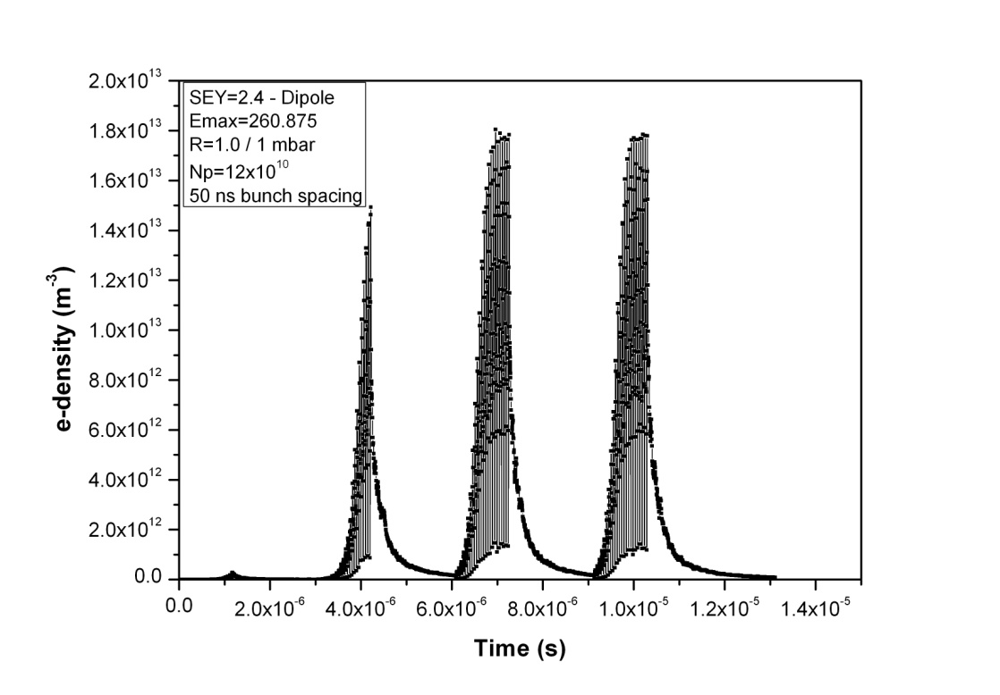 2.0x10¹³
SEY=2.4 - Dipole
Emax=260.875
R=1.0 / 1 mbar
Np=12x10¹⁰
50 ns bunch spacing
1.8x10¹³
1.6x10¹³
1.4x10¹³
1.2x10¹³
1.0x10¹³
8.0x10¹²
6.0x10¹²
4.0x10¹²
2.0x10¹²
0.0
e-density (m⁻³)
0.0 2.0x10⁻⁶ 4.0x10⁻⁶ 6.0x10⁻⁶ 8.0x10⁻⁶ 1.0x10⁻⁵ 1.2x10⁻⁵ 1.4x10⁻⁵
Time (s)